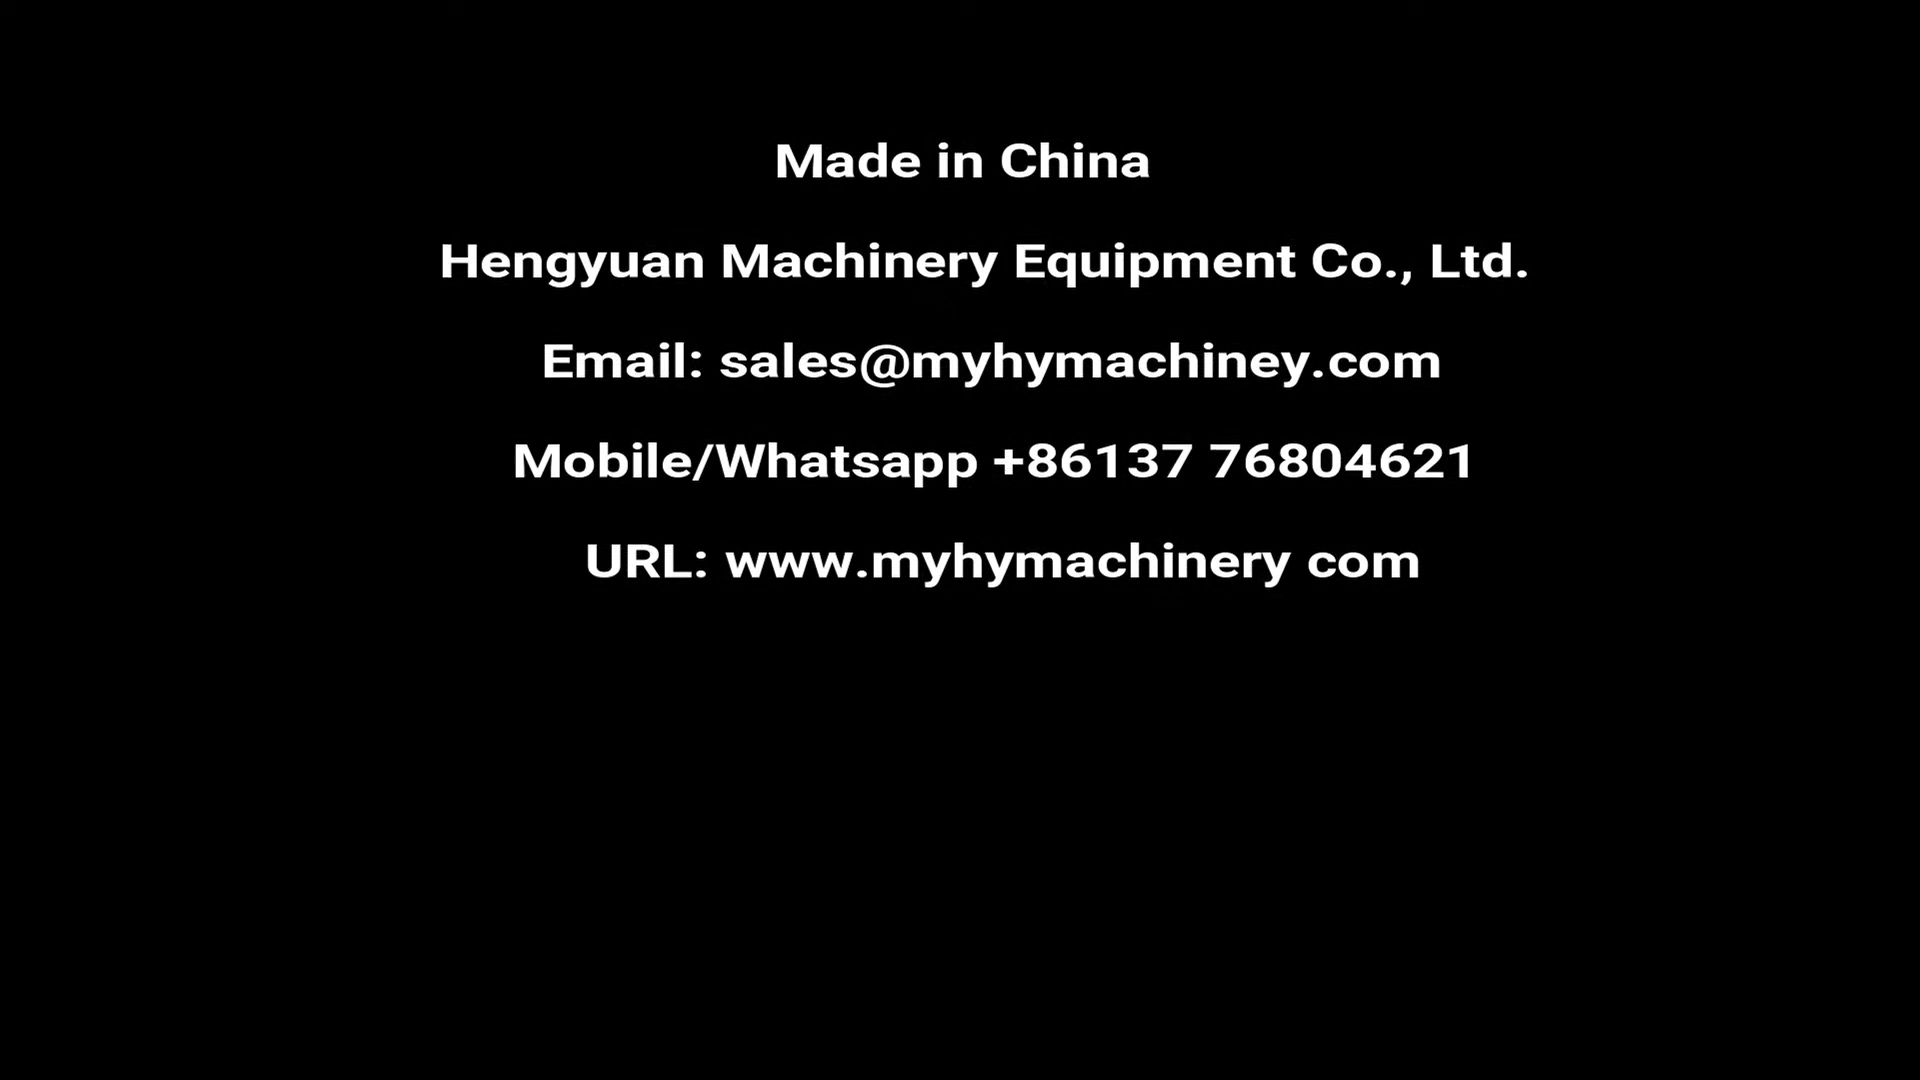 Made in China
Hengyuan Machinery Equipment Co., Ltd.
Email: sales@myhymachiney.com
Mobile/Whatsapp +86137 76804621
URL: www.myhymachinery com